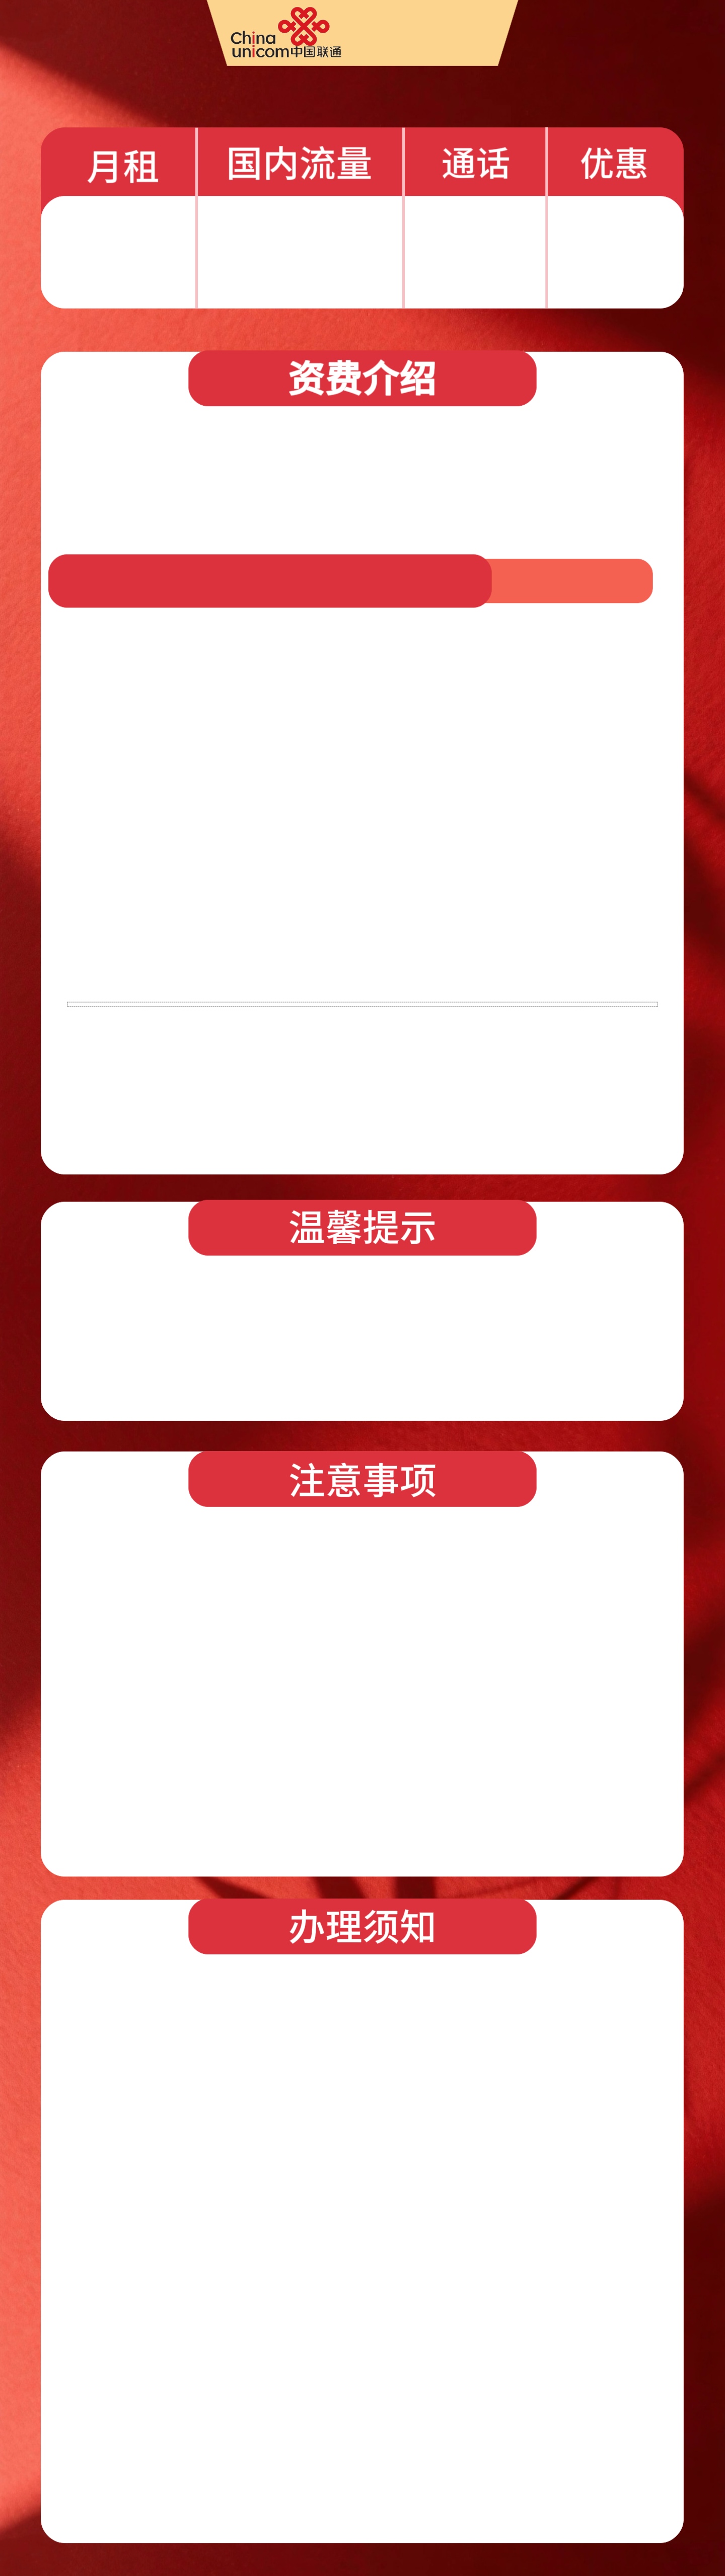 China
unicom中国联通
月租 国内流量 通话 优惠
资费介绍
温馨提示
注意事项
办理须知